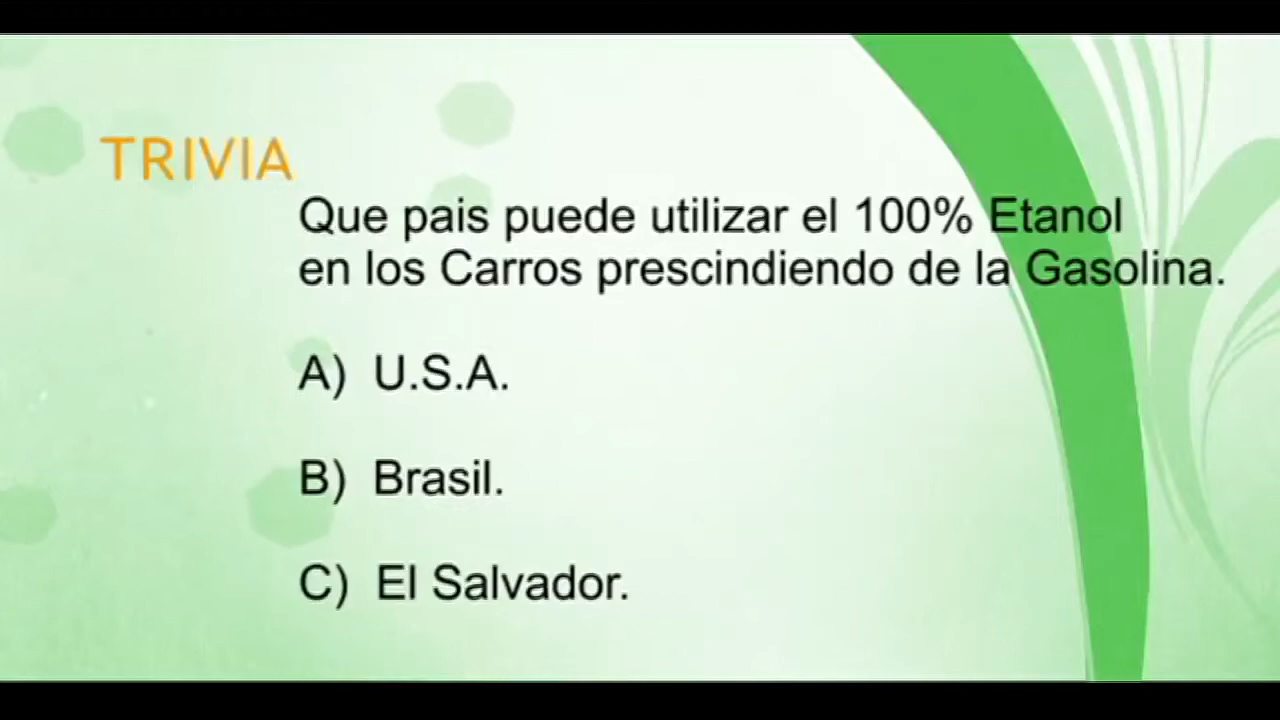 TRIVIA
Que pais puede utilizar el 100% Etanol
en los Carros prescindiendo de la Gasolina.
A) U.S.A.
B) Brasil.
C) El Salvador.